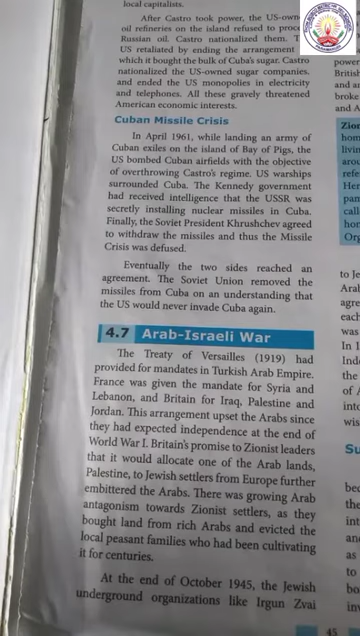 local capitalists.
After Castro took power, the US-own
oil refineries on the island refused to proce
Russian oil. Castro nationalized them. T
US retaliated by ending the arrangement
which it bought the bulk of Cuba's sugar. Castro
nationalized the US-owned sugar companies,
and ended the US monopolies in electricity
and telephones. All these gravely threatened
American economic interests.
Cuban Missile Crisis
In April 1961, while landing an army of
Cuban exiles on the island of Bay of Pigs, the
US bombed Cuban airfields with the objective
of overthrowing Castro's regime. US warships
surrounded Cuba. The Kennedy government
had received intelligence that the USSR was
secretly installing nuclear missiles in Cuba.
Finally, the Soviet President Khrushchev agreed
to withdraw the missiles and thus the Missile
Crisis was defused.
Eventually the two sides reached an
agreement. The Soviet Union removed the
missiles from Cuba on an understanding that
the US would never invade Cuba again.
4.7 Arab-Israeli War
The Treaty of Versailles (1919) had
provided for mandates in Turkish Arab Empire.
France was given the mandate for Syria and
Lebanon, and Britain for Iraq, Palestine and
Jordan. This arrangement upset the Arabs since
they had expected independence at the end of
World War I. Britain's promise to Zionist leaders
that it would allocate one of the Arab lands,
Palestine, to Jewish settlers from Europe further
embittered the Arabs. There was growing Arab
antagonism towards Zionist settlers, as they
bought land from rich Arabs and evicted the
local peasant families who had been cultivating
it for centuries.
At the end of October 1945, the Jewish
underground organizations like Irgun Zvai
power
British
and a
broke
and A
Zion
hom
livin
arou
refe
Her
pam
call
hom
Org
to Je
Arab
agre
each
was
In 1
Inde
the
of A
into
wis
Su
bec
the
int
and
as
to
bo
inv
45